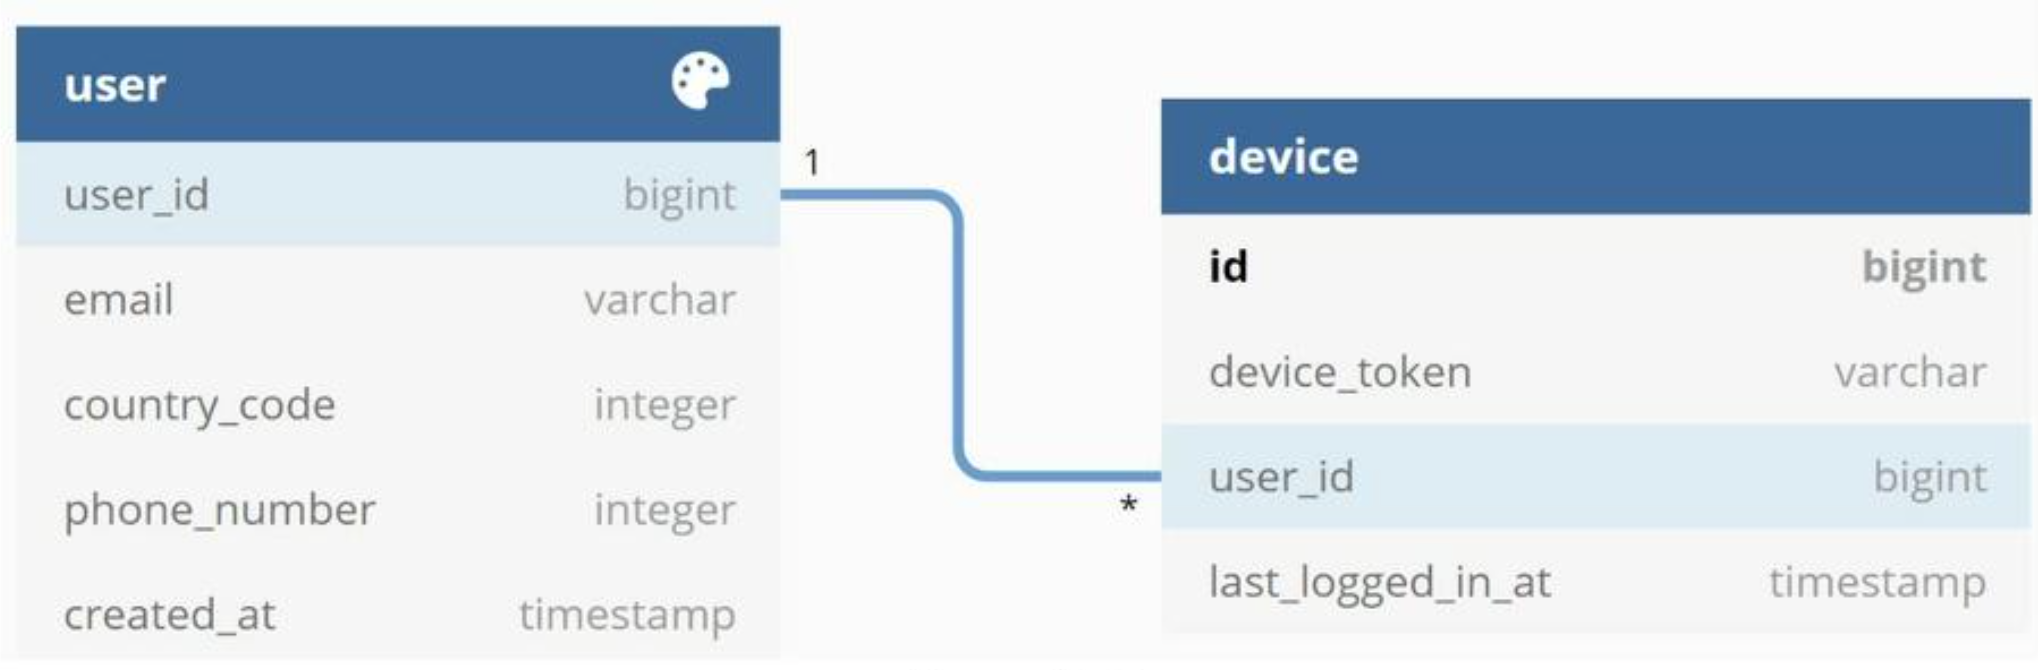 user
user_id bigint
email varchar
country_code integer
phone_number integer
created_at timestamp
1
*
device
id bigint
device_token varchar
user_id bigint
last_logged_in_at timestamp